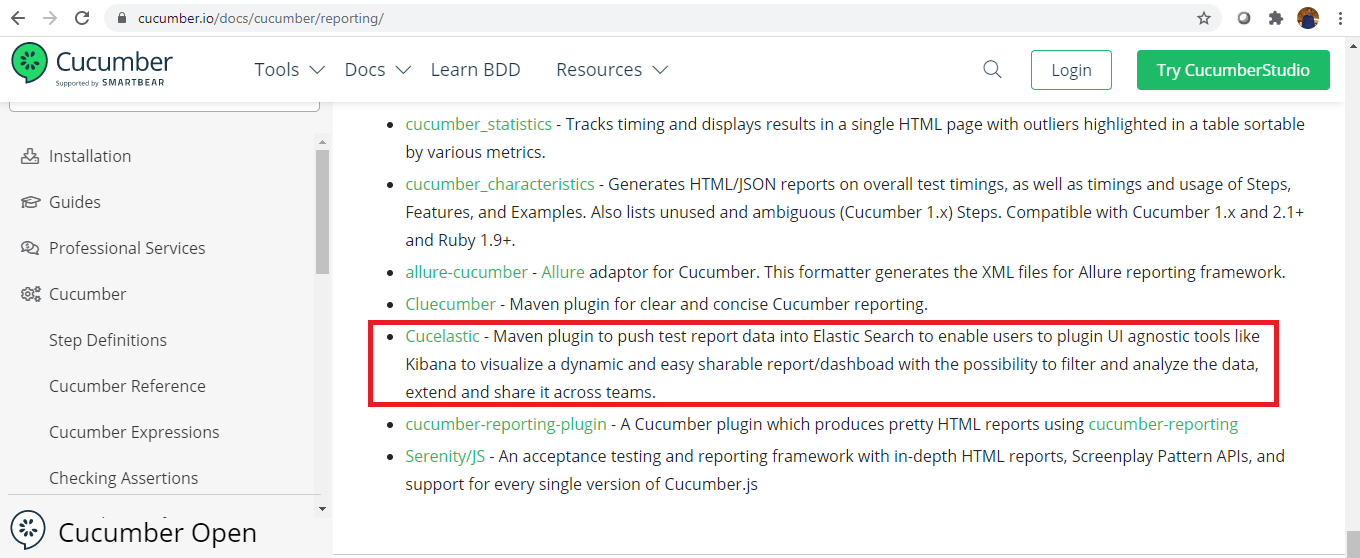 cucumber.io/docs/cucumber/reporting/
Cucumber
Supported by SMARTBEAR
Tools
Docs
Learn BDD
Resources
Login
Try CucumberStudio
Installation
Guides
Professional Services
Cucumber
Step Definitions
Cucumber Reference
Cucumber Expressions
Checking Assertions
Cucumber Open
cucumber_statistics - Tracks timing and displays results in a single HTML page with outliers highlighted in a table sortable
by various metrics.
cucumber_characteristics - Generates HTML/JSON reports on overall test timings, as well as timings and usage of Steps,
Features, and Examples. Also lists unused and ambiguous (Cucumber 1.x) Steps. Compatible with Cucumber 1.x and 2.1+
and Ruby 1.9+.
allure-cucumber - Allure adaptor for Cucumber. This formatter generates the XML files for Allure reporting framework.
Cluecumber - Maven plugin for clear and concise Cucumber reporting.
Cucelastic - Maven plugin to push test report data into Elastic Search to enable users to plugin UI agnostic tools like
Kibana to visualize a dynamic and easy sharable report/dashboad with the possibility to filter and analyze the data,
extend and share it across teams.
cucumber-reporting-plugin - A Cucumber plugin which produces pretty HTML reports using cucumber-reporting
Serenity/JS - An acceptance testing and reporting framework with in-depth HTML reports, Screenplay Pattern APIs, and
support for every single version of Cucumber.js